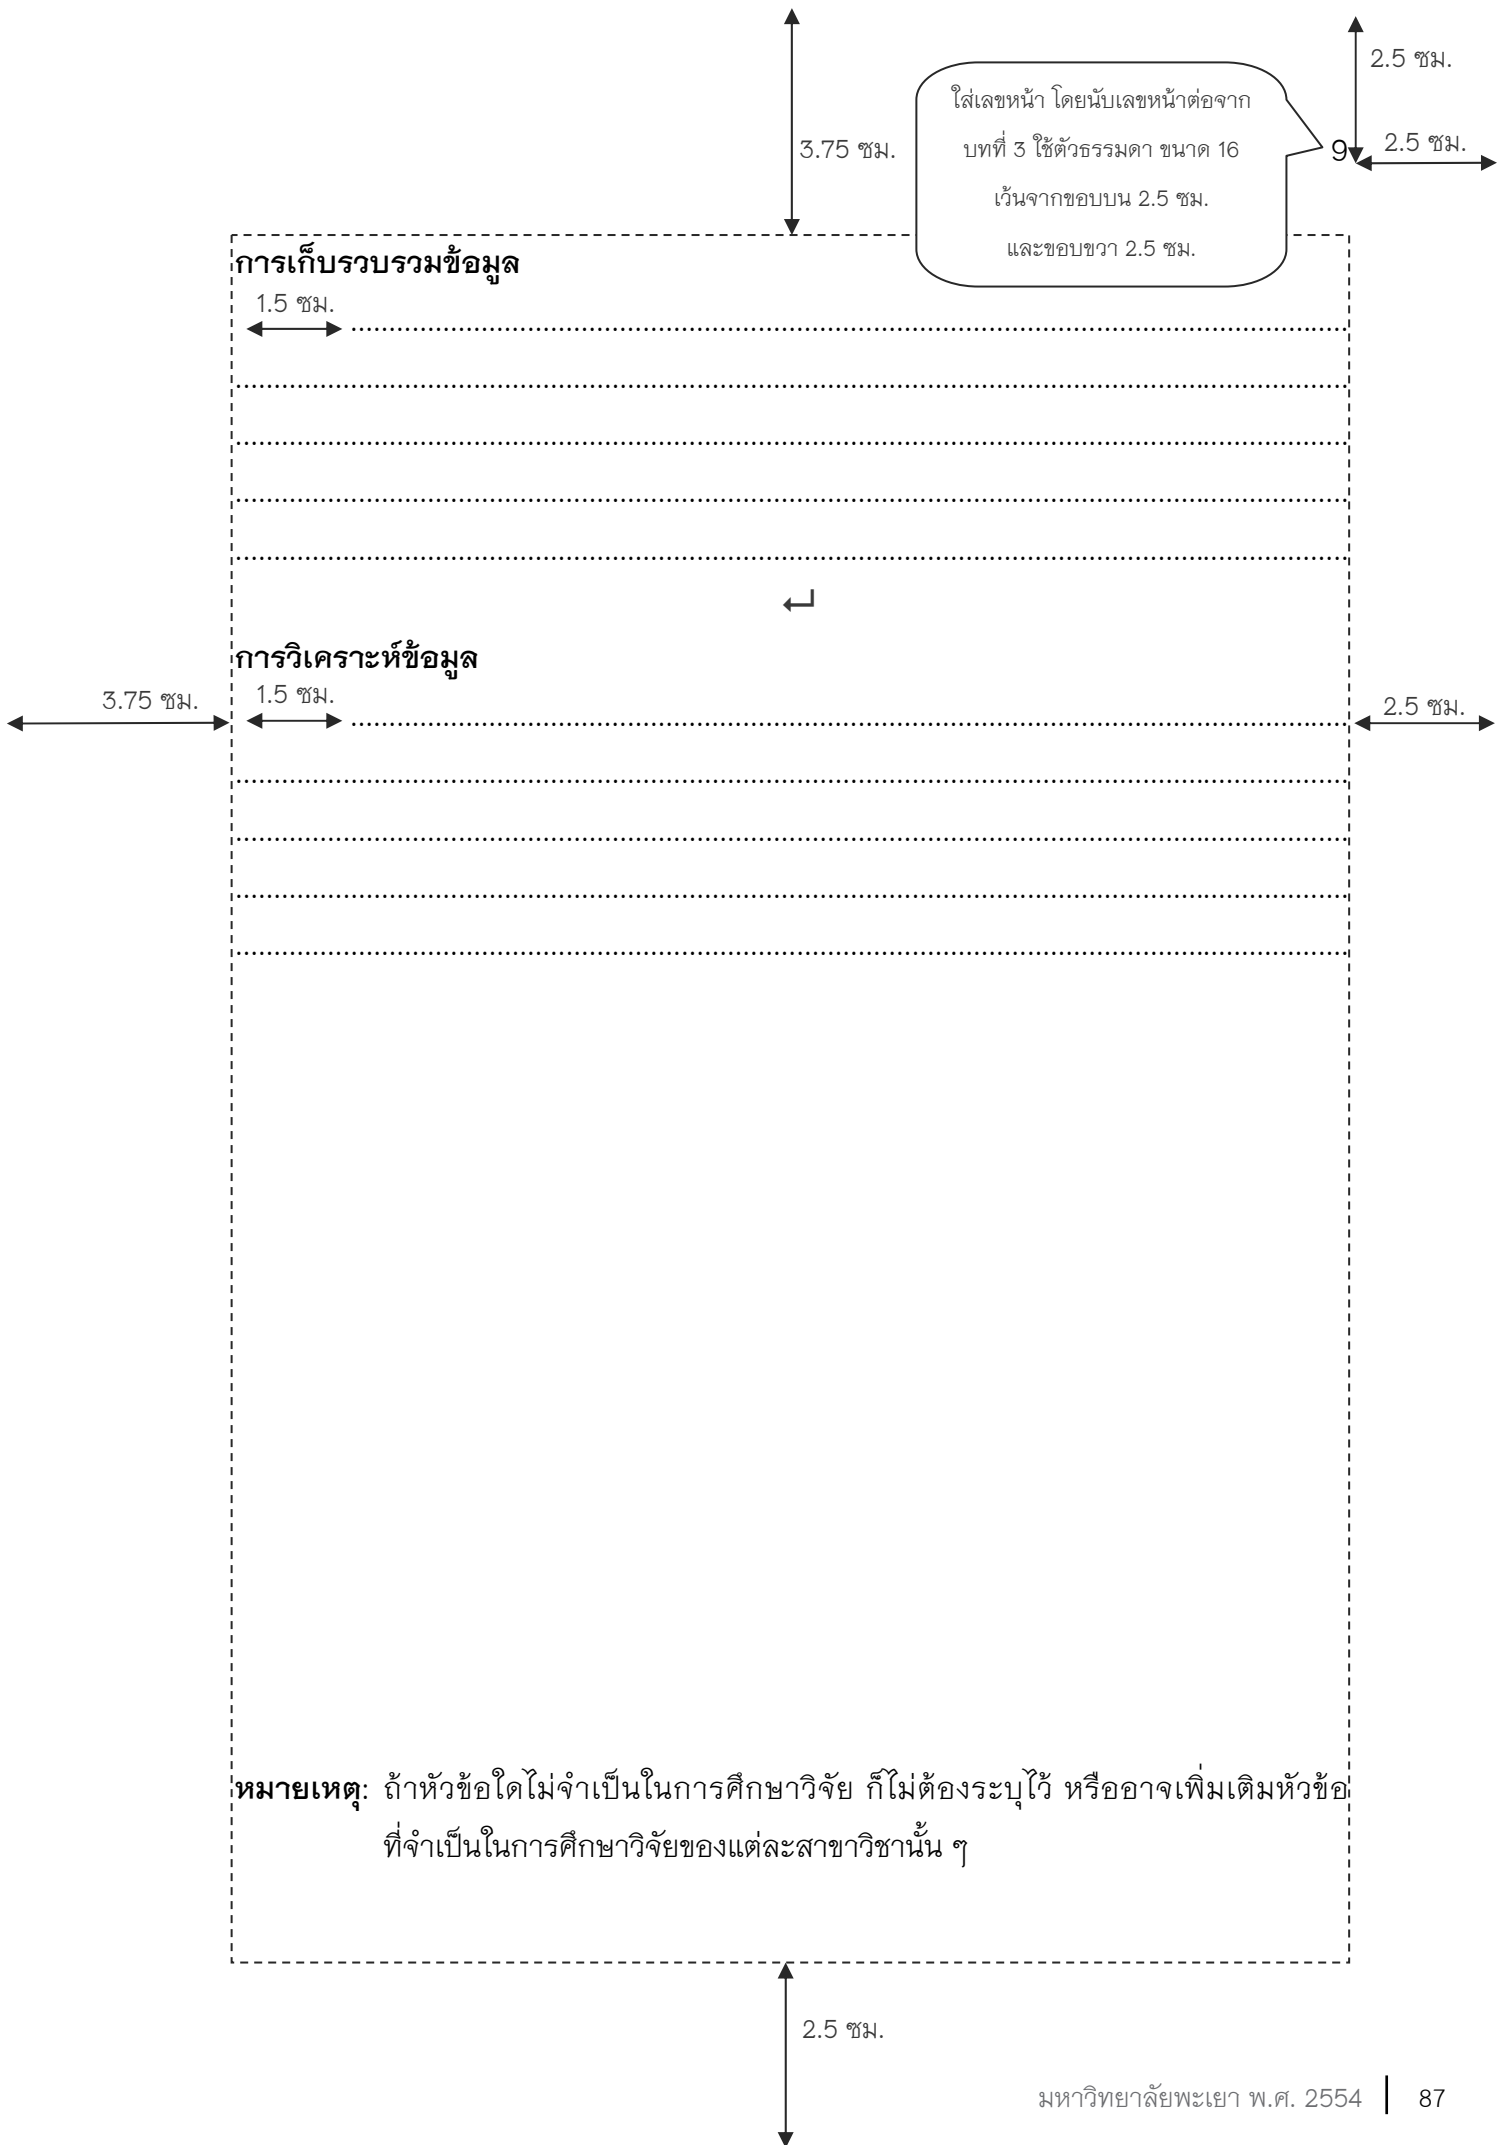 2.5 ซม.
ใส่เลขหน้า โดยนับเลขหน้าต่อจาก
บทที่ 3 ใช้ตัวธรรมดา ขนาด 16
เว้นจากขอบบน 2.5 ซม.
และขอบขวา 2.5 ซม.
3.75 ซม.
9
2.5 ซม.
การเก็บรวบรวมข้อมูล
1.5 ซม.
การวิเคราะห์ข้อมูล
3.75 ซม.
1.5 ซม.
2.5 ซม.
หมายเหตุ: ถ้าหัวข้อใดไม่จำเป็นในการศึกษาวิจัย ก็ไม่ต้องระบุไว้ หรืออาจเพิ่มเติมหัวข้อ
ที่จำเป็นในการศึกษาวิจัยของแต่ละสาขาวิชานั้น ๆ
2.5 ซม.
มหาวิทยาลัยพะเยา พ.ศ. 2554 | 87